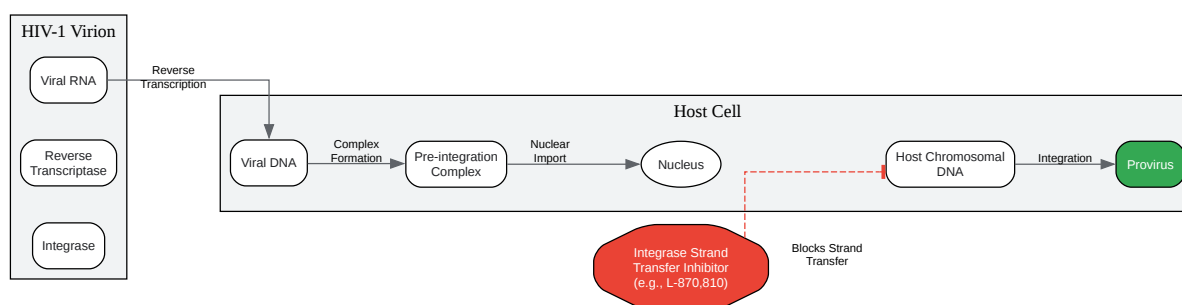 HIV-1 Virion
Viral RNA
Reverse
Transcription
Reverse
Transcriptase
Integrase
Host Cell
Viral DNA
Complex
Formation
Pre-integration
Complex
Nuclear
Import
Nucleus
Host Chromosomal
DNA
Integration
Provirus
Integrase Strand
Transfer Inhibitor
(e.g., L-870,810)
Blocks Strand
Transfer